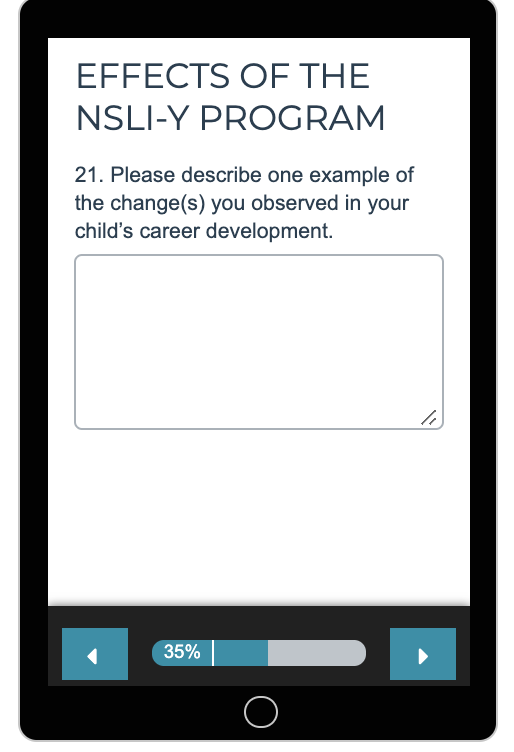 EFFECTS OF THE
NSLI-Y PROGRAM
21. Please describe one example of
the change(s) you observed in your
child's career development.
35%